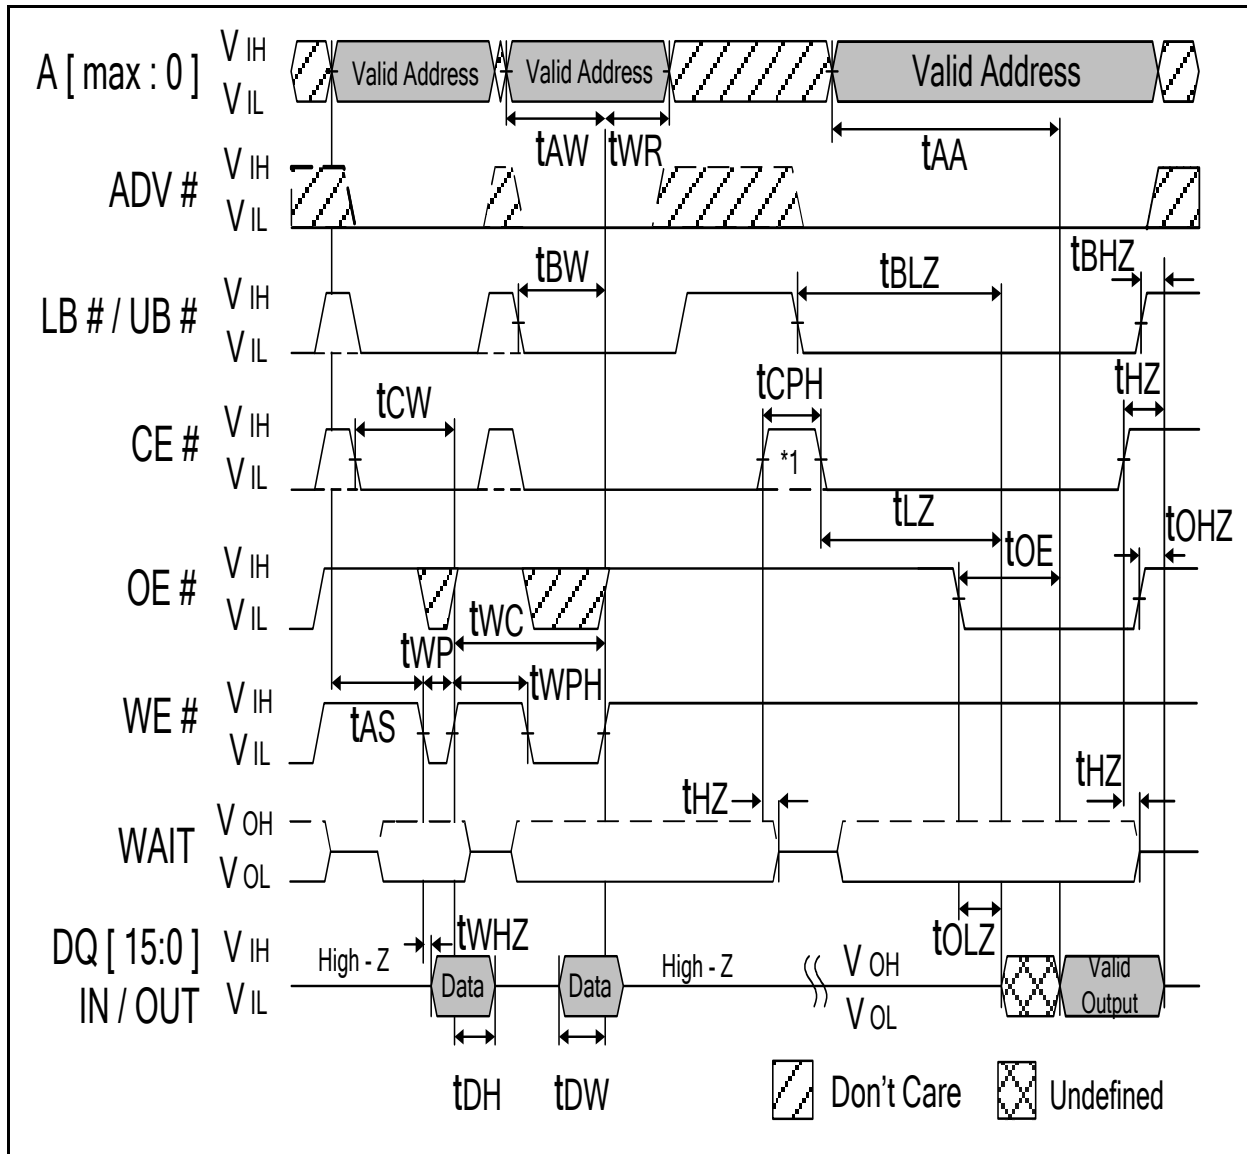 A [ max : 0 ] V IH Valid Address Valid Address Valid Address
V IL
tAW tWR tAA
ADV # V IH
V IL
tBW tBLZ tBHZ
LB # / UB # V IH
V IL
tCW tCPH tHZ
CE # V IH
V IL *1
tLZ tOE tOHZ
OE # V IH
V IL
tWP tWC
tAS tWPH
WE # V IH
V IL
tHZ tHZ
WAIT V OH
V OL
tWHZ tOLZ
DQ [ 15:0 ] V IH High - Z Data Data High - Z V OH Valid
IN / OUT V IL V OL Output
tDH tDW
Don't Care Undefined